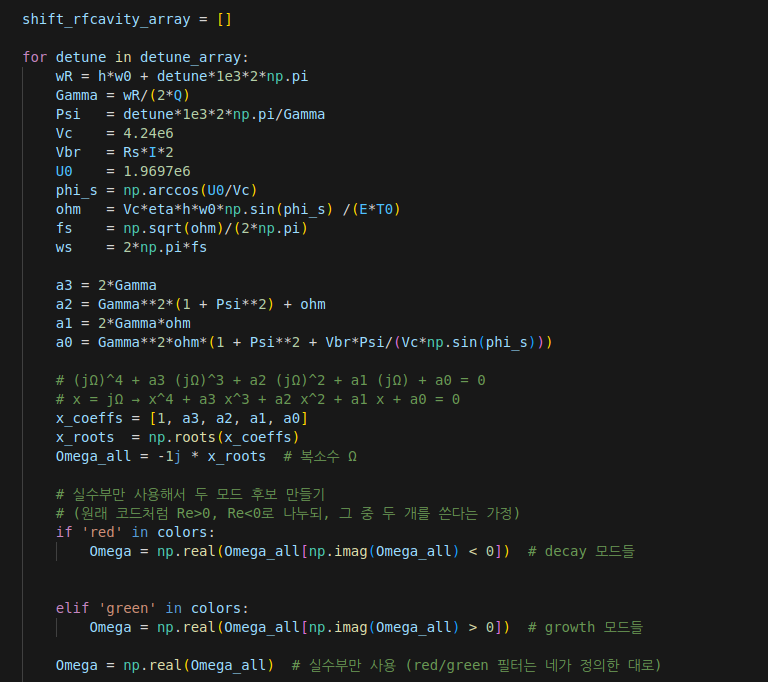 shift_rfcavity_array = []
for detune in detune_array:
wR = h*w0 + detune*1e3*2*np.pi
Gamma = wR/(2*Q)
Psi   = detune*1e3*2*np.pi/Gamma
Vc    = 4.24e6
Vbr   = Rs*I*2
U0    = 1.9697e6
phi_s = np.arccos(U0/Vc)
ohm   = Vc*eta*h*w0*np.sin(phi_s) /(E*T0)
fs    = np.sqrt(ohm)/(2*np.pi)
ws    = 2*np.pi*fs
a3 = 2*Gamma
a2 = Gamma**2*(1 + Psi**2) + ohm
a1 = 2*Gamma*ohm
a0 = Gamma**2*ohm*(1 + Psi**2 + Vbr*Psi/(Vc*np.sin(phi_s)))
# (jΩ)^4 + a3 (jΩ)^3 + a2 (jΩ)^2 + a1 (jΩ) + a0 = 0
# x = jΩ → x^4 + a3 x^3 + a2 x^2 + a1 x + a0 = 0
x_coeffs = [1, a3, a2, a1, a0]
x_roots  = np.roots(x_coeffs)
Omega_all = -1j * x_roots  # 복소수 Ω
# 실수부만 사용해서 두 모드 후보 만들기
# (원래 코드처럼 Re>0, Re<0로 나누되, 그 중 두 개를 쓴다는 가정)
if 'red' in colors:
Omega = np.real(Omega_all[np.imag(Omega_all) < 0])  # decay 모드들
elif 'green' in colors:
Omega = np.real(Omega_all[np.imag(Omega_all) > 0])  # growth 모드들
Omega = np.real(Omega_all)  # 실수부만 사용 (red/green 필터는 네가 정의한 대로)